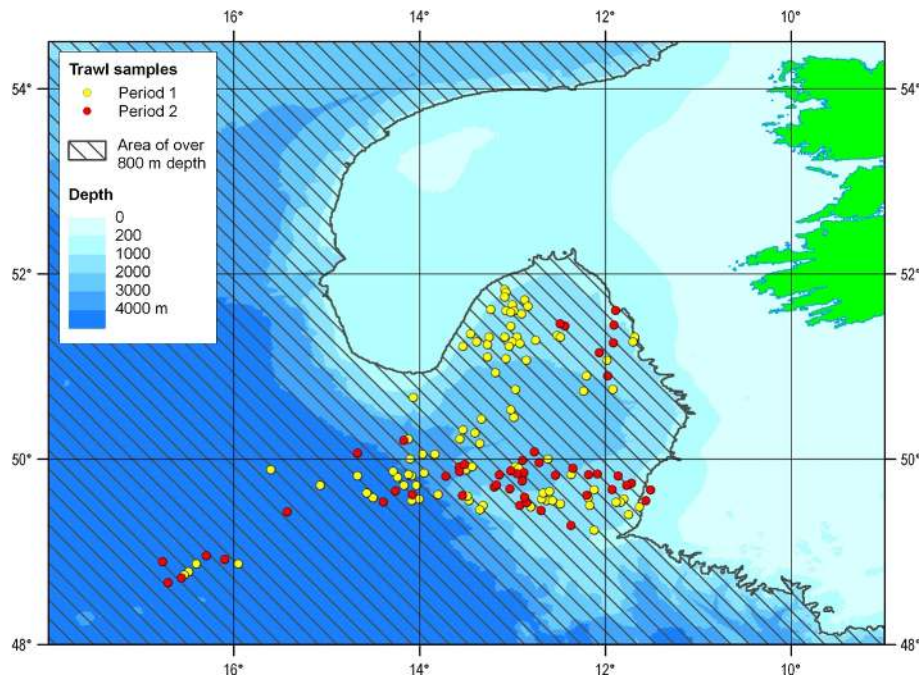 16° 14° 12° 10°
54° 54°
Trawl samples
Period 1
Period 2
Area of over
800 m depth
Depth
0
200
1000
2000
3000
4000 m
52° 52°
50° 50°
48° 48°
16° 14° 12° 10°